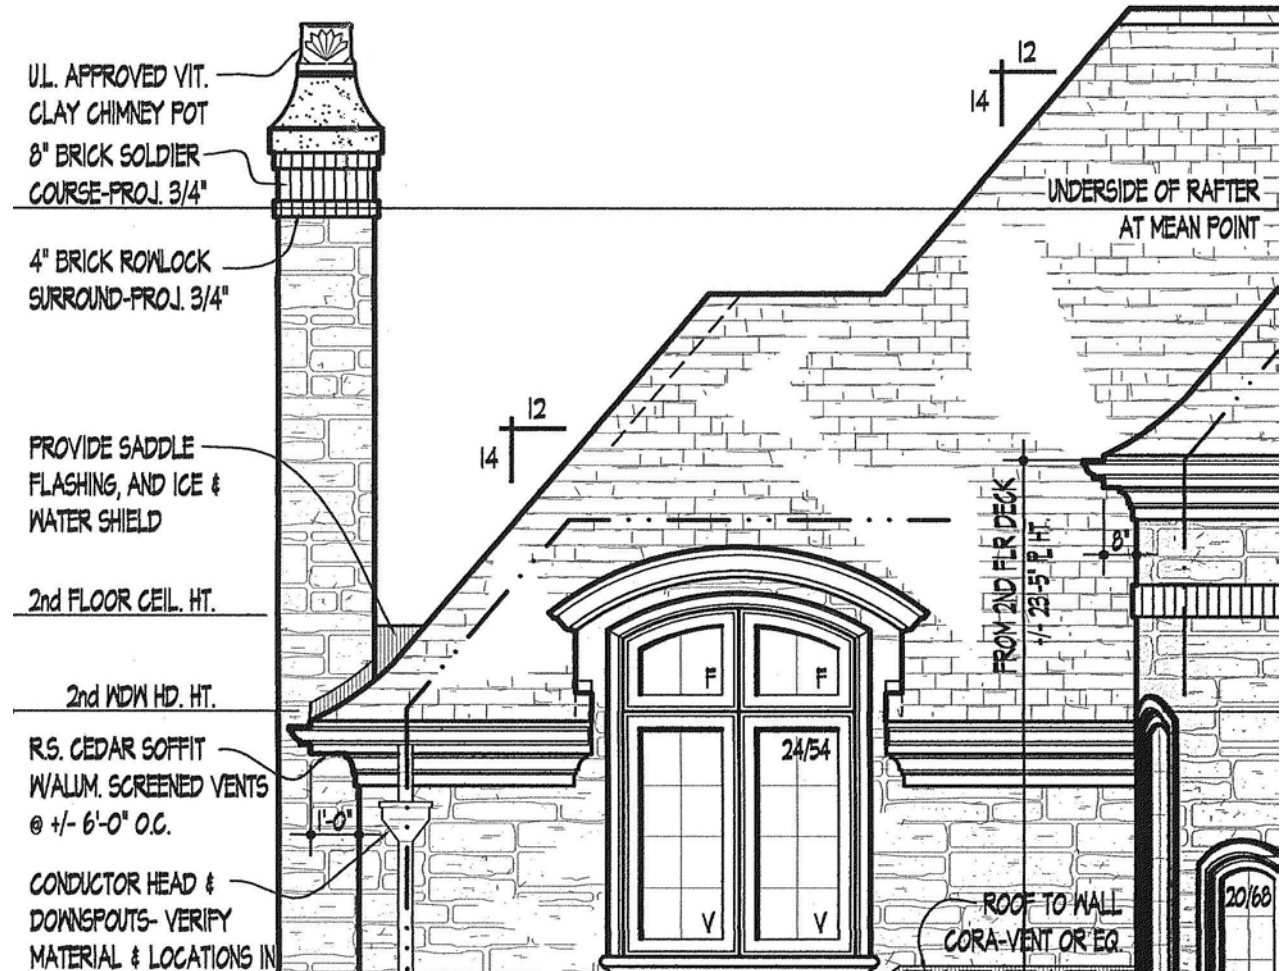 U.L. APPROVED VIT.
CLAY CHIMNEY POT
8" BRICK SOLDIER
COURSE-PROJ. 3/4"
4" BRICK ROWLOCK
SURROUND-PROJ. 3/4"
PROVIDE SADDLE
FLASHING, AND ICE &
WATER SHIELD
2nd FLOOR CEIL. HT.
2nd WDW HD. HT.
R.S. CEDAR SOFFIT
W/ALUM. SCREENED VENTS
@ +/- 6'-0" O.C.
1'-0"
CONDUCTOR HEAD &
DOWNSPOUTS- VERIFY
MATERIAL & LOCATIONS IN
12
14
12
14
UNDERSIDE OF RAFTER
AT MEAN POINT
FROM 2ND FLR DECK
+/- 23'-5" PL HT.
8"
24/54
V
V
20/68
ROOF TO WALL
CORA-VENT OR EQ.